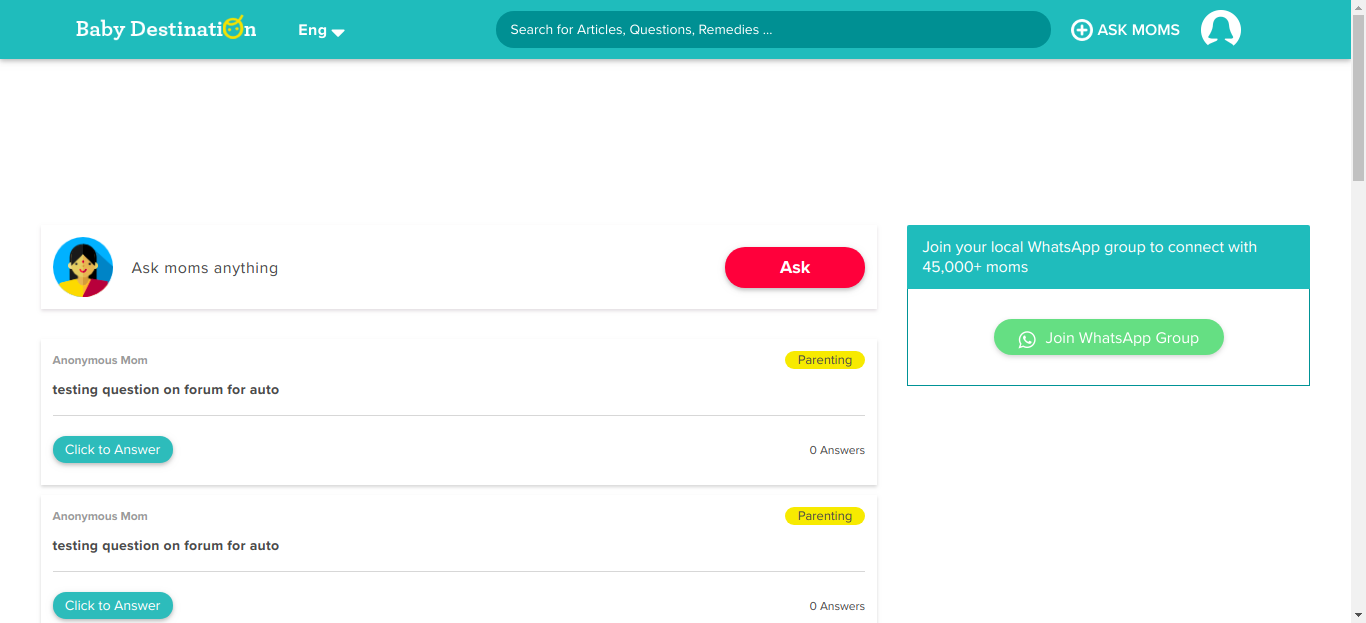 Baby Destination
Eng
Search for Articles, Questions, Remedies ...
ASK MOMS
Ask moms anything
Ask
Join your local WhatsApp group to connect with
45,000+ moms
Join WhatsApp Group
Anonymous Mom
Parenting
testing question on forum for auto
Click to Answer
0 Answers
Anonymous Mom
Parenting
testing question on forum for auto
Click to Answer
0 Answers